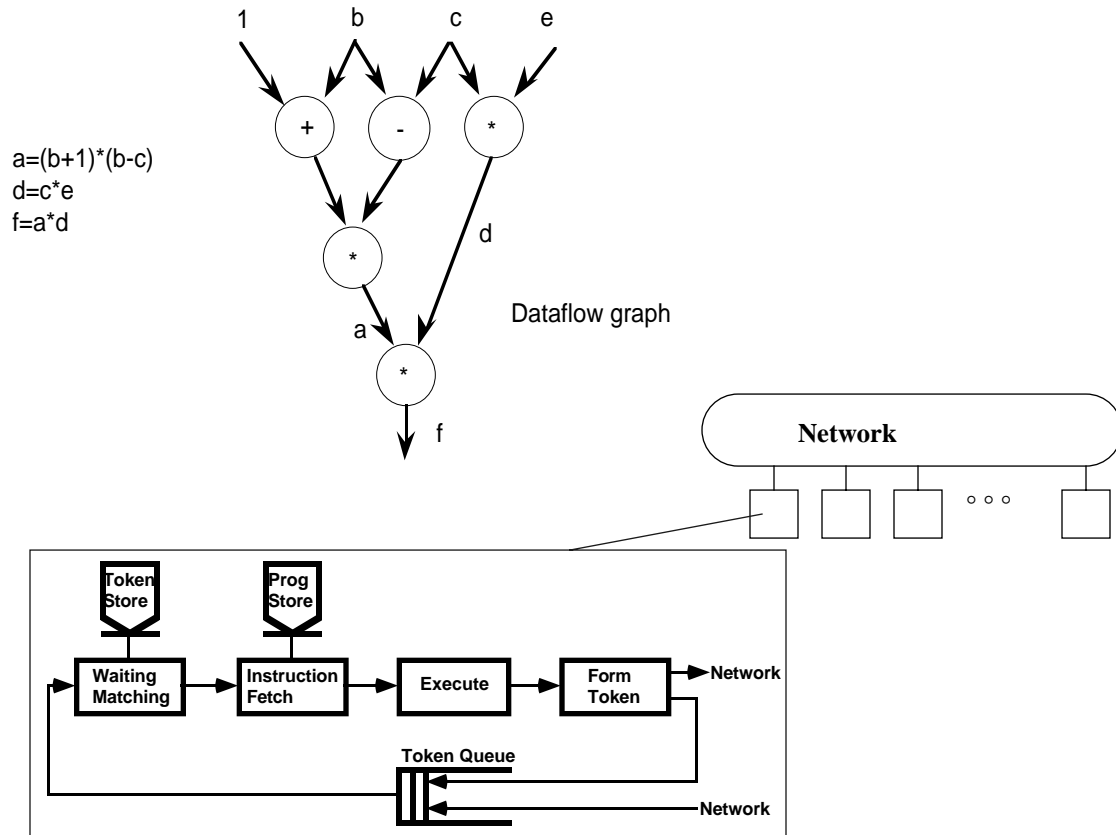 1 b c e
+ - *
a=(b+1)*(b-c)
d=c*e
f=a*d
*
d
a
Dataflow graph
*
f
Network
Token
Store
Prog
Store
Waiting
Matching
Instruction
Fetch
Execute
Form
Token
Network
Token Queue
Network